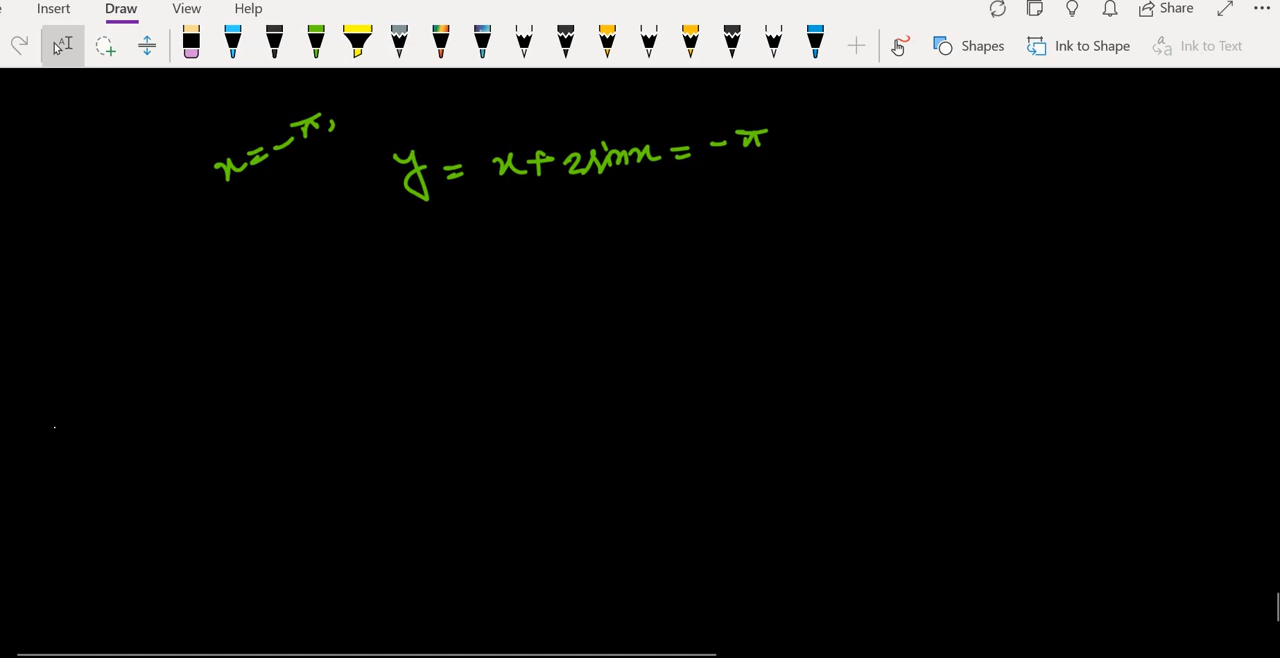 Insert Draw View Help Share
Shapes Ink to Shape Ink to Text
x = -π, y = x + 2sinx = -π